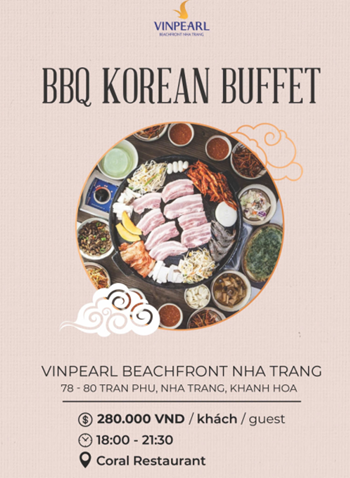 VINPEARL
BEACHFRONT NHA TRANG
BBQ KOREAN BUFFET
VINPEARL BEACHFRONT NHA TRANG
78 - 80 TRAN PHU, NHA TRANG, KHANH HOA
$ 280.000 VND / khách / guest
18:00 - 21:30
Coral Restaurant